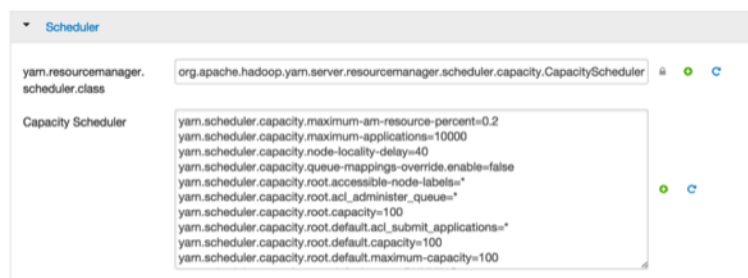 Scheduler
yarn.resourcemanager.
scheduler.class
org.apache.hadoop.yarn.server.resourcemanager.scheduler.capacity.CapacityScheduler
Capacity Scheduler
yarn.scheduler.capacity.maximum-am-resource-percent=0.2
yarn.scheduler.capacity.maximum-applications=10000
yarn.scheduler.capacity.node-locality-delay=40
yarn.scheduler.capacity.queue-mappings-override.enable=false
yarn.scheduler.capacity.root.accessible-node-labels=*
yarn.scheduler.capacity.root.acl_administer_queue=*
yarn.scheduler.capacity.root.capacity=100
yarn.scheduler.capacity.root.default.acl_submit_applications=*
yarn.scheduler.capacity.root.default.capacity=100
yarn.scheduler.capacity.root.default.maximum-capacity=100